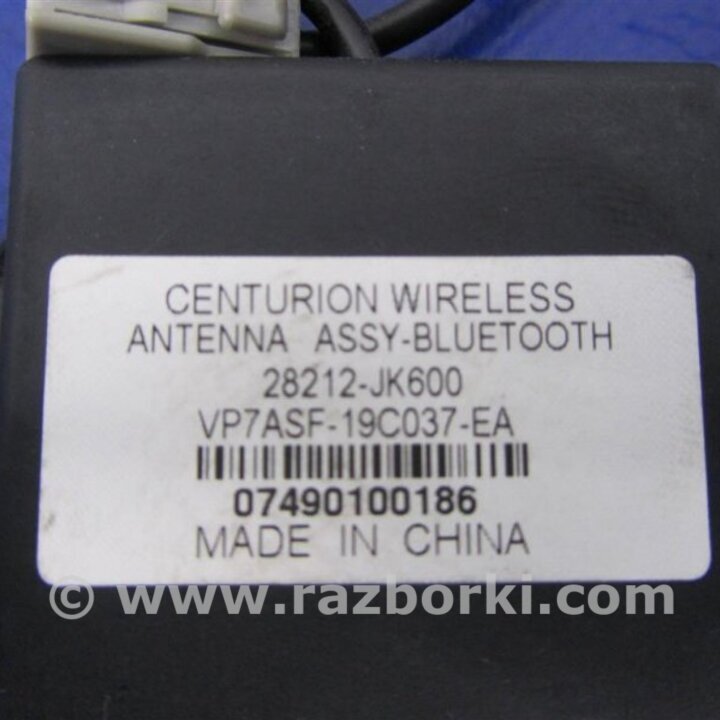 CENTURION WIRELESS
ANTENNA ASSY-BLUETOOTH
28212-JK600
VP7ASF-19C037-EA
07490100186
MADE IN CHINA
© www.razborki.com